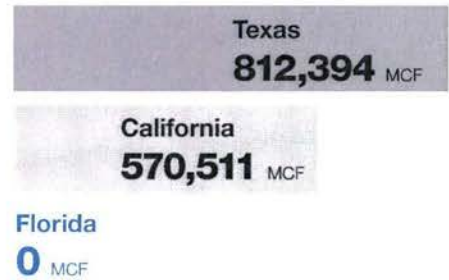 Texas
812,394 MCF
California
570,511 MCF
Florida
0 MCF